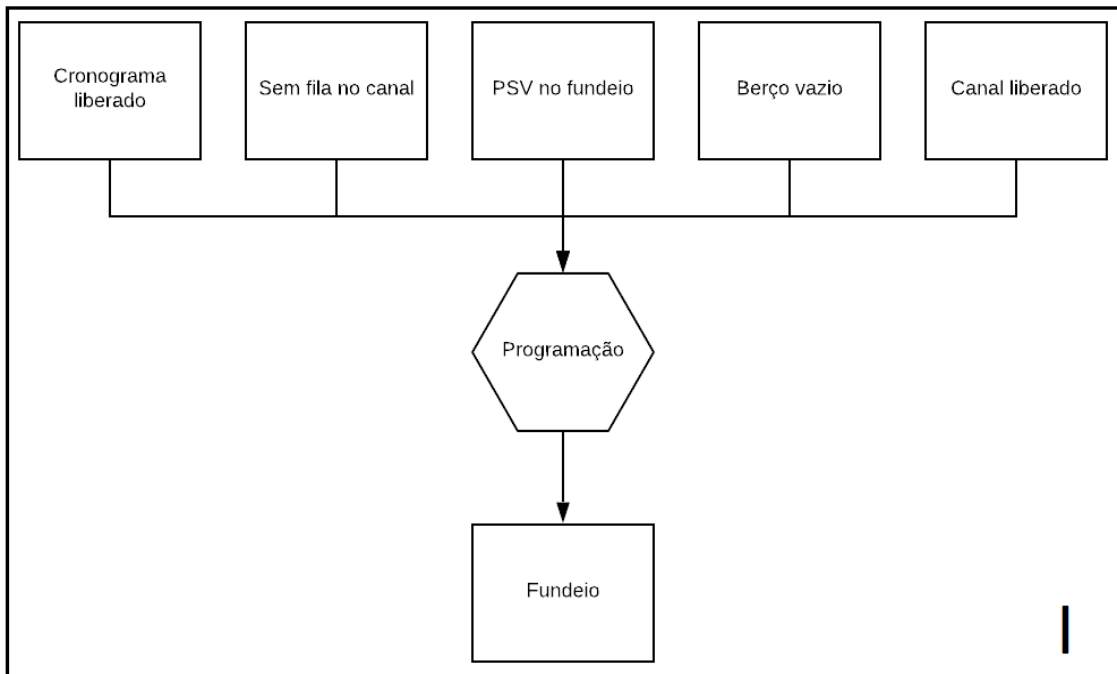 Cronograma
liberado
Sem fila no canal
PSV no fundeio
Berço vazio
Canal liberado
Programação
Fundeio
I